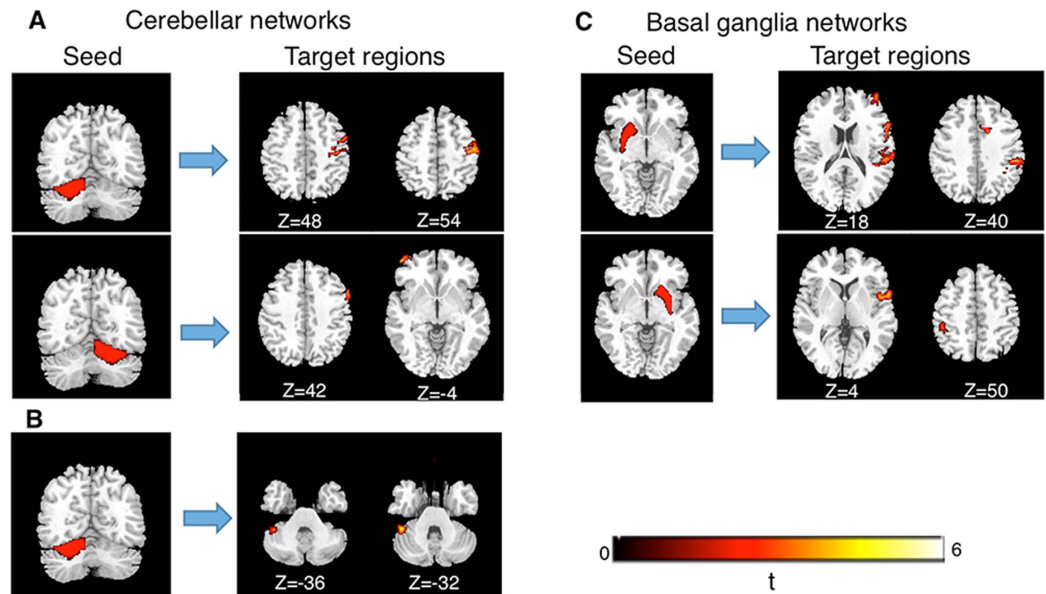 A Cerebellar networks
Seed Target regions
Z=48 Z=54
Z=42 Z=-4
B
Z=-36 Z=-32
C Basal ganglia networks
Seed Target regions
Z=18 Z=40
Z=4 Z=50
0 6
t